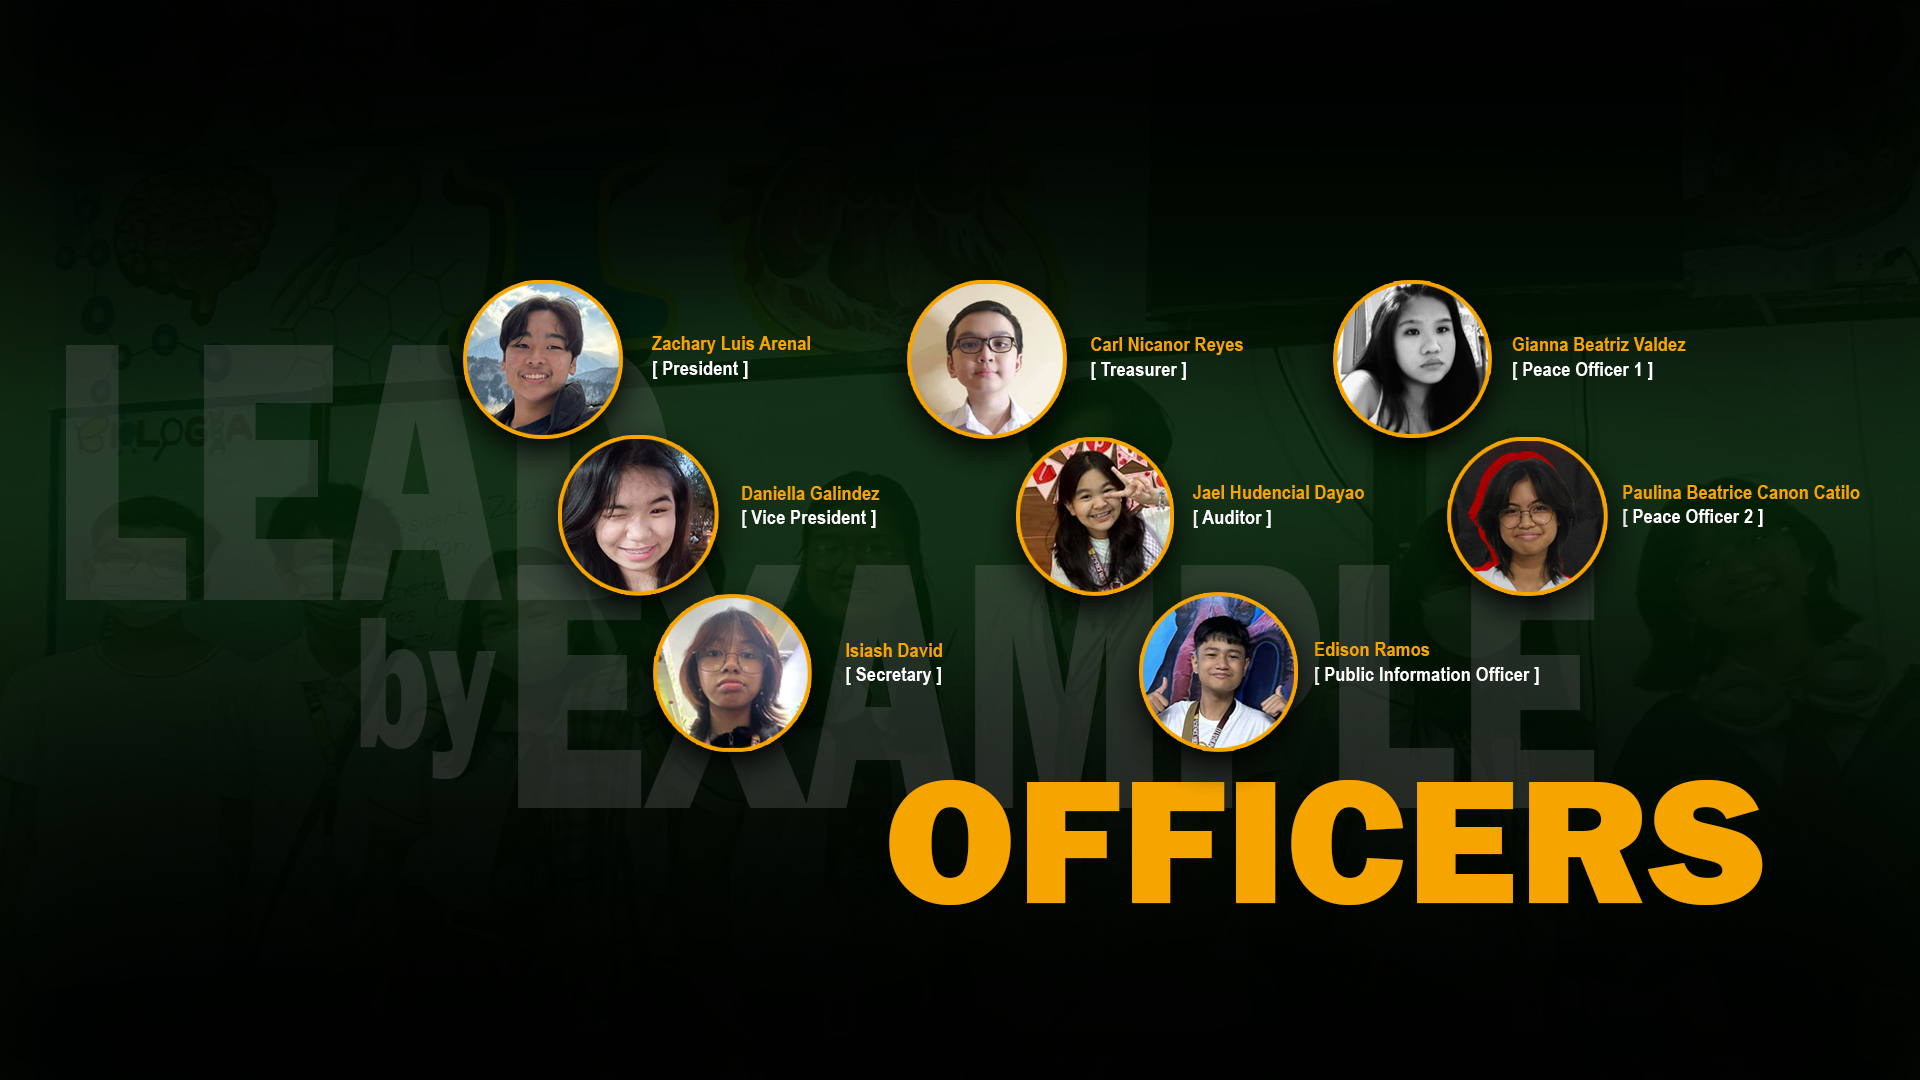 Zachary Luis Arenal
[ President ]
Carl Nicanor Reyes
[ Treasurer ]
Gianna Beatriz Valdez
[ Peace Officer 1 ]
Daniella Galindez
[ Vice President ]
Jael Hudencial Dayao
[ Auditor ]
Paulina Beatrice Canon Catilo
[ Peace Officer 2 ]
Isiash David
[ Secretary ]
Edison Ramos
[ Public Information Officer ]
LEAD
by EXAMPLE
OFFICERS